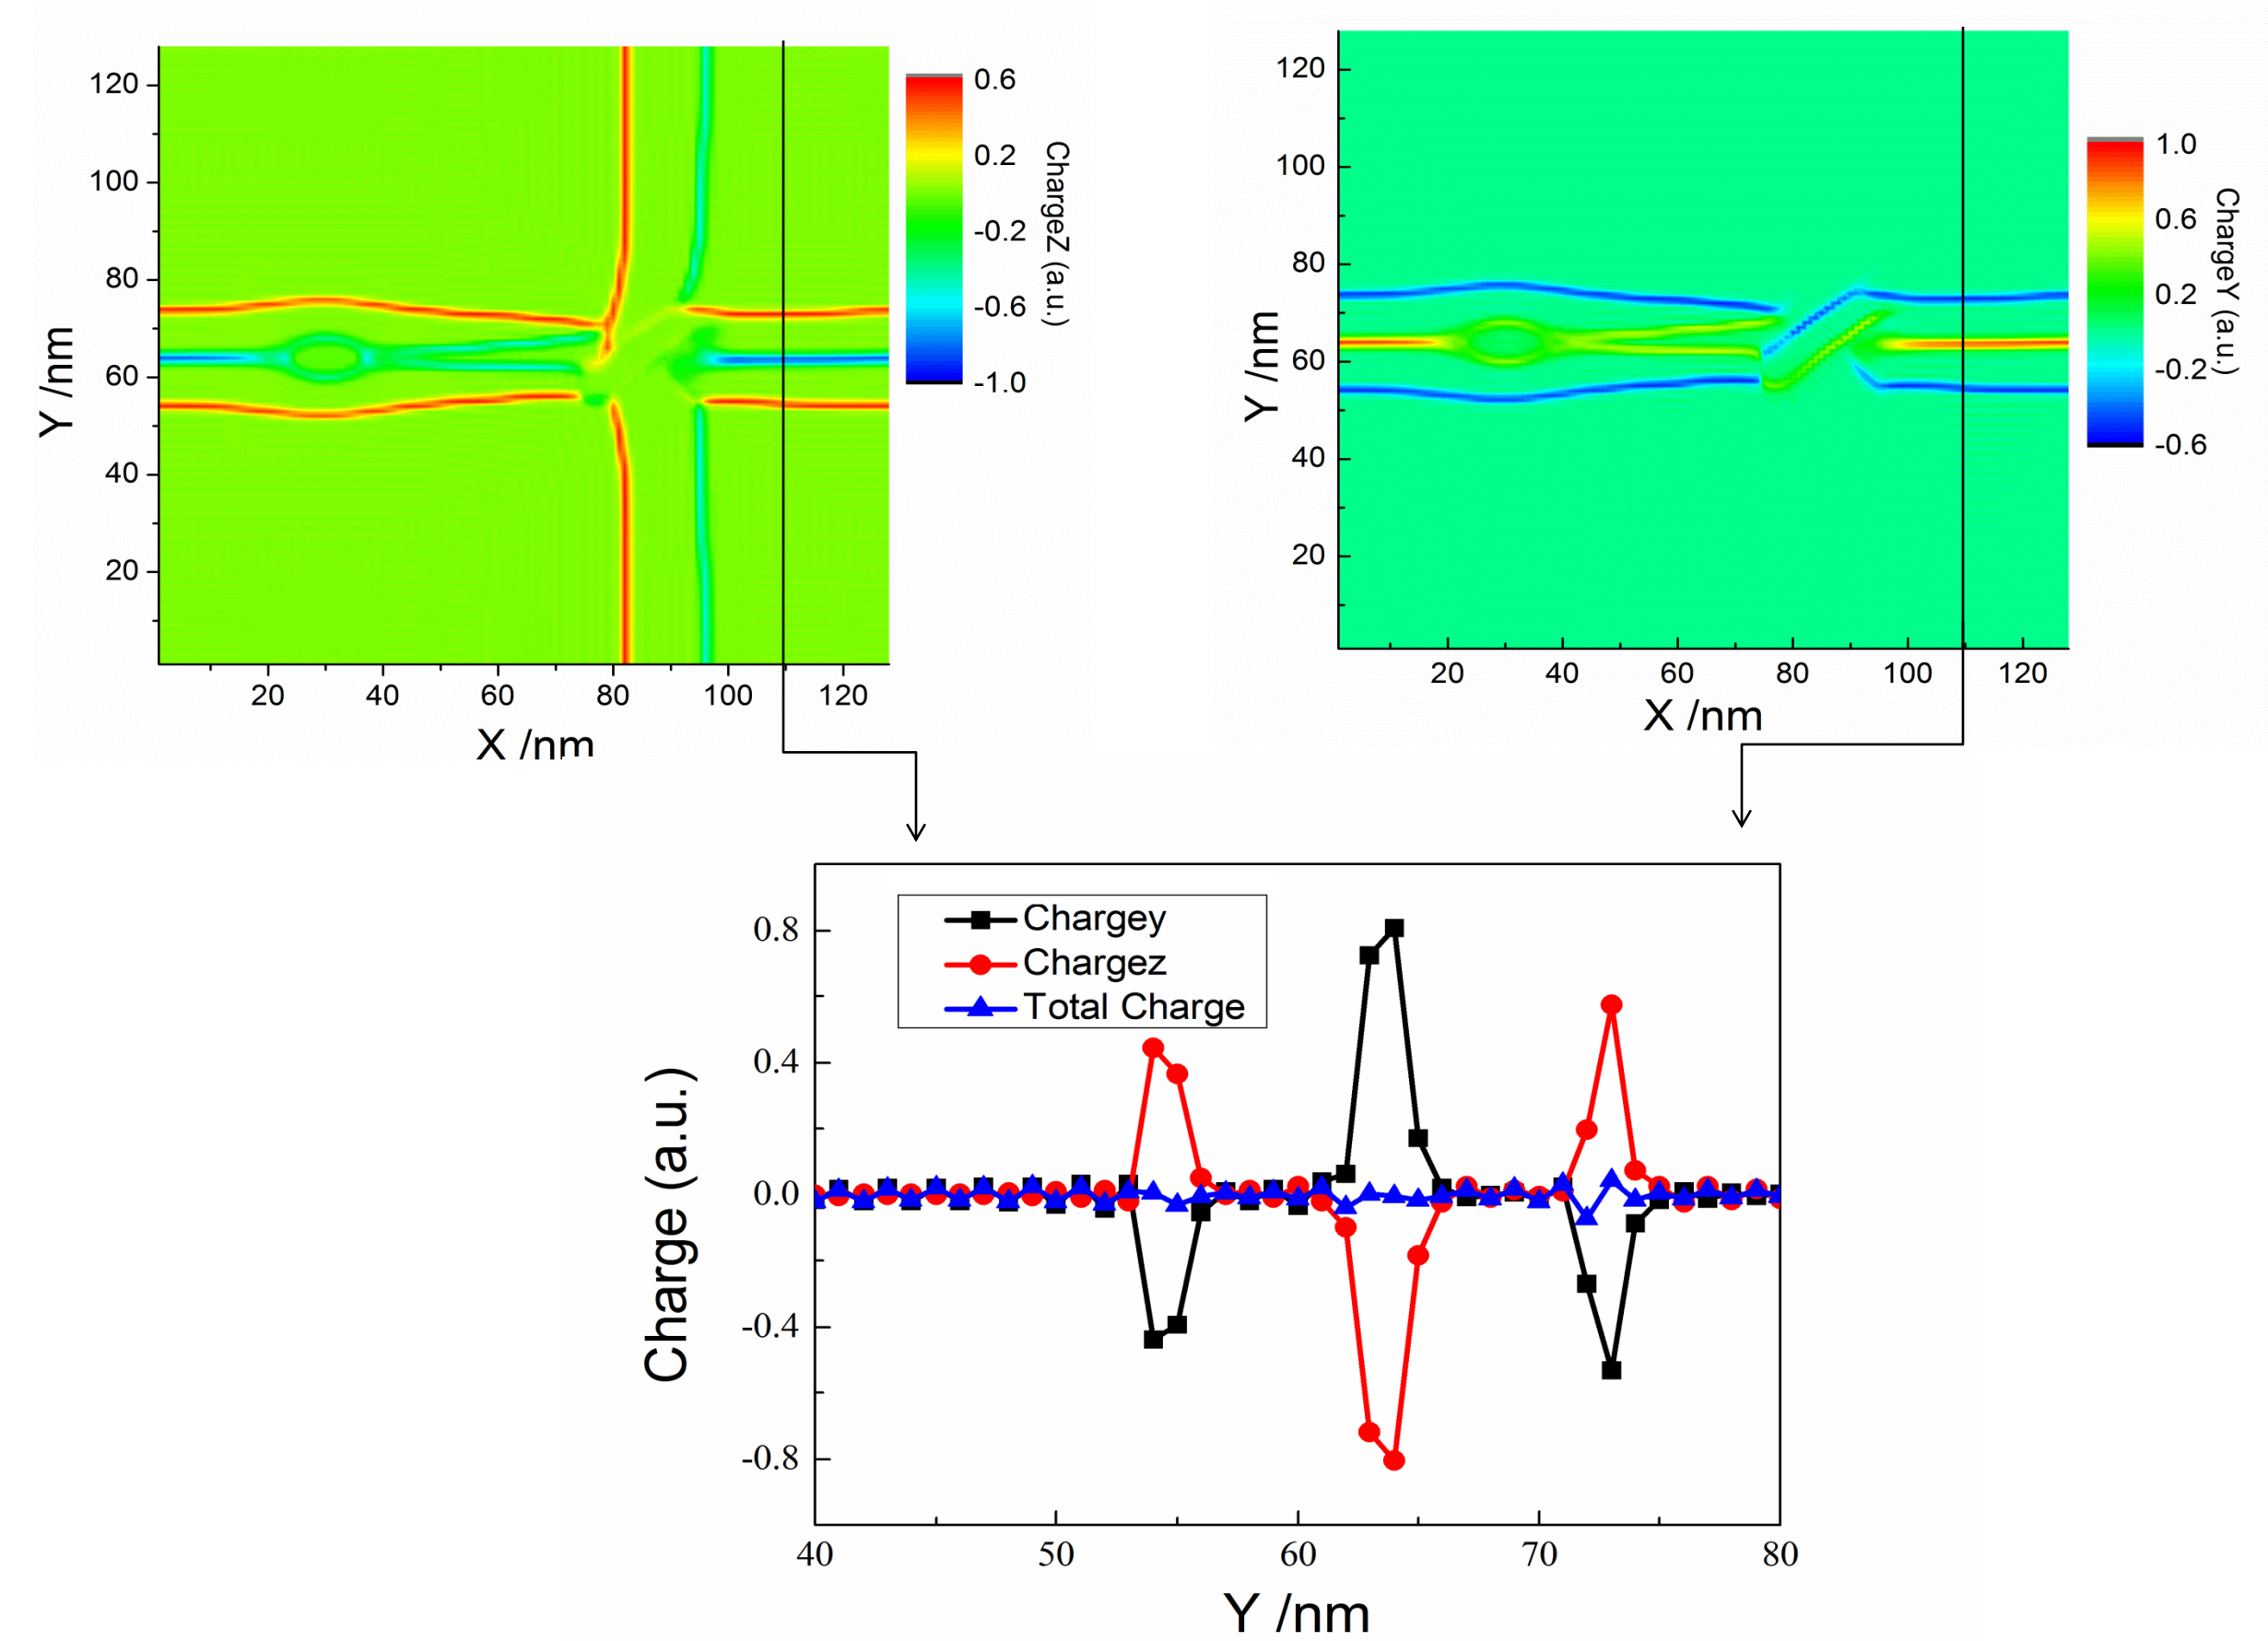 120
100
80
60
40
20
Y /nm
20 40 60 80 100 120
X /nm
0.6
0.2
-0.2
-0.6
-1.0
ChargeZ (a.u.)
120
100
80
60
40
20
Y /nm
20 40 60 80 100 120
X /nm
1.0
0.6
0.2
-0.2
-0.6
ChargeY (a.u.)
Chargey
Chargez
Total Charge
0.8
0.4
0.0
-0.4
-0.8
Charge (a.u.)
40 50 60 70 80
Y /nm